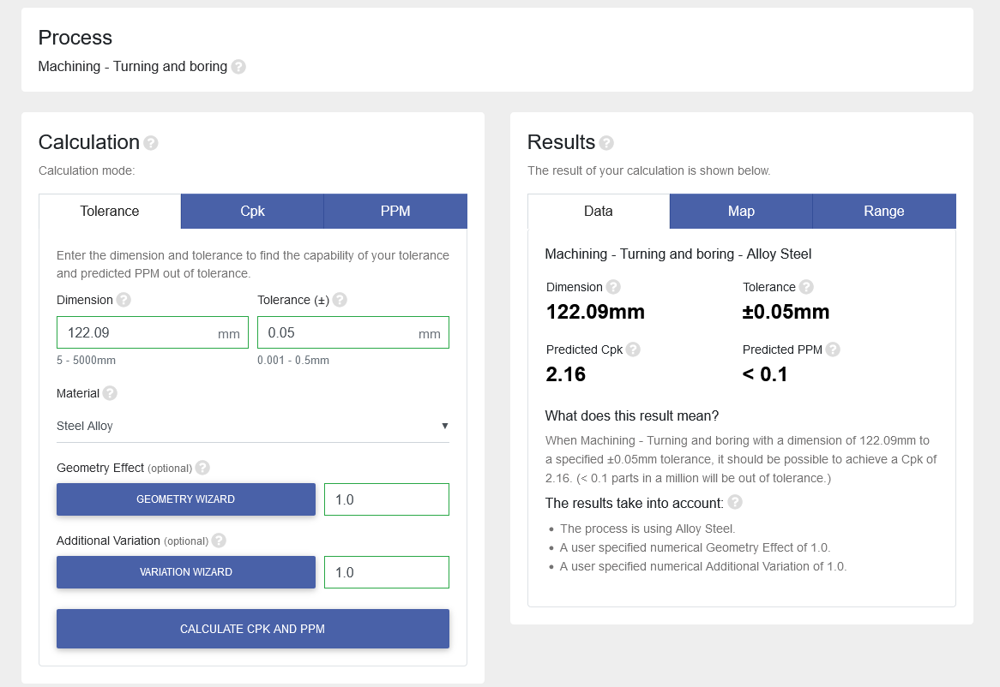 Process
Machining - Turning and boring ?
Calculation ?
Calculation mode:
Tolerance
Cpk
PPM
Enter the dimension and tolerance to find the capability of your tolerance
and predicted PPM out of tolerance.
Dimension ?
Tolerance (±) ?
122.09 mm
0.05 mm
5 - 5000mm
0.001 - 0.5mm
Material ?
Steel Alloy ▼
Geometry Effect (optional) ?
GEOMETRY WIZARD
1.0
Additional Variation (optional) ?
VARIATION WIZARD
1.0
CALCULATE CPK AND PPM
Results ?
The result of your calculation is shown below.
Data
Map
Range
Machining - Turning and boring - Alloy Steel
Dimension ?
Tolerance ?
122.09mm
±0.05mm
Predicted Cpk ?
Predicted PPM ?
2.16
< 0.1
What does this result mean?
When Machining - Turning and boring with a dimension of 122.09mm to
a specified ±0.05mm tolerance, it should be possible to achieve a Cpk of
2.16. (< 0.1 parts in a million will be out of tolerance.)
The results take into account: ?
• The process is using Alloy Steel.
• A user specified numerical Geometry Effect of 1.0.
• A user specified numerical Additional Variation of 1.0.